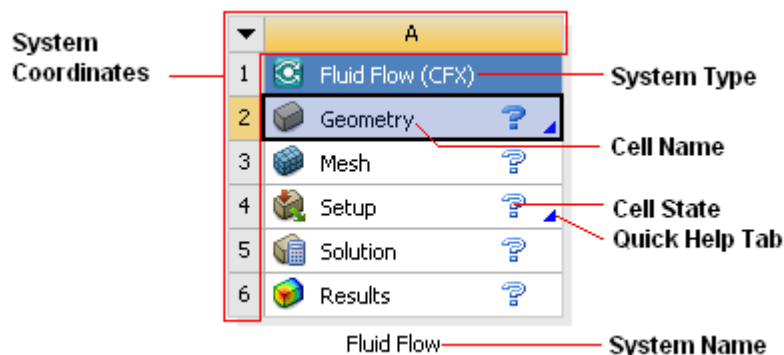 System
Coordinates
A
1 Fluid Flow (CFX)
System Type
2 Geometry ?
Cell Name
3 Mesh ?
4 Setup ?
Cell State
Quick Help Tab
5 Solution ?
6 Results ?
Fluid Flow
System Name